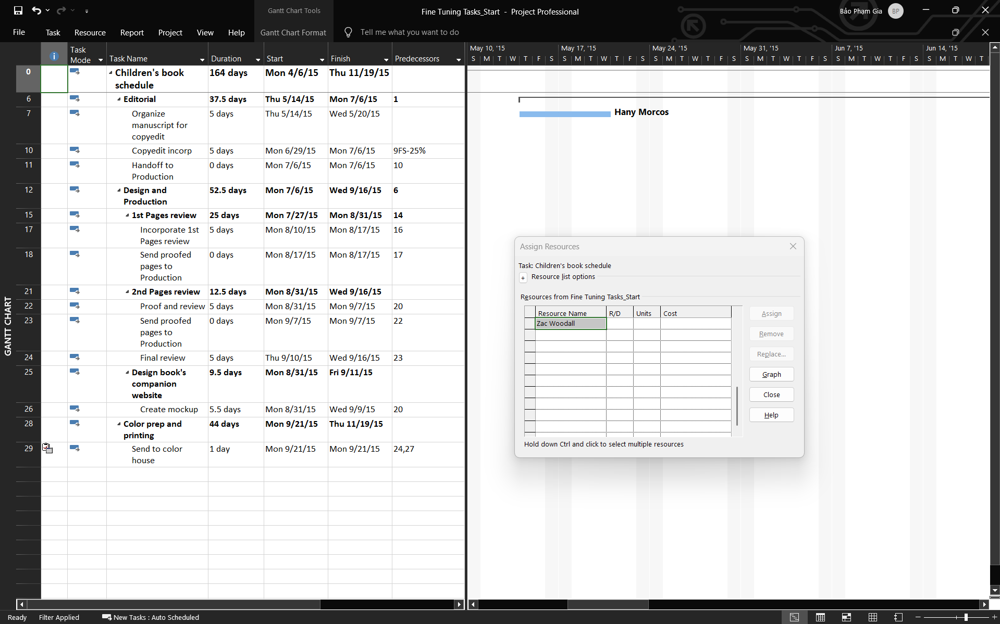 Gantt Chart Tools
Fine Tuning Tasks_Start - Project Professional
Bảo Phạm Gia
BP
File Task Resource Report Project View Help Gantt Chart Format Tell me what you want to do
Task Mode
Task Name
Duration
Start
Finish
Predecessors
May 10, '15 May 17, '15 May 24, '15 May 31, '15 Jun 7, '15 Jun 14, '15
S M T W T F S S M T W T F S S M T W T F S S M T W T F S S M T W T F S S M T W T
0 Children's book schedule 164 days Mon 4/6/15 Thu 11/19/15
6 Editorial 37.5 days Thu 5/14/15 Mon 7/6/15 1
7 Organize manuscript for copyedit 5 days Thu 5/14/15 Wed 5/20/15
Hany Morcos
10 Copyedit incorp 5 days Mon 6/29/15 Mon 7/6/15 9FS-25%
11 Handoff to Production 0 days Mon 7/6/15 Mon 7/6/15 10
12 Design and Production 52.5 days Mon 7/6/15 Wed 9/16/15 6
15 1st Pages review 25 days Mon 7/27/15 Mon 8/31/15 14
17 Incorporate 1st Pages review 5 days Mon 8/10/15 Mon 8/17/15 16
18 Send proofed pages to Production 0 days Mon 8/17/15 Mon 8/17/15 17
21 2nd Pages review 12.5 days Mon 8/31/15 Wed 9/16/15
22 Proof and review 5 days Mon 8/31/15 Mon 9/7/15 20
23 Send proofed pages to Production 0 days Mon 9/7/15 Mon 9/7/15 22
24 Final review 5 days Thu 9/10/15 Wed 9/16/15 23
25 Design book's companion website 9.5 days Mon 8/31/15 Fri 9/11/15
26 Create mockup 5.5 days Mon 8/31/15 Wed 9/9/15 20
28 Color prep and printing 44 days Mon 9/21/15 Thu 11/19/15
29 Send to color house 1 day Mon 9/21/15 Mon 9/21/15 24,27
GANTT CHART
Assign Resources
Task: Children's book schedule
+ Resource list options
Resources from Fine Tuning Tasks_Start
Resource Name R/D Units Cost
Zac Woodall
Assign
Remove
Replace...
Graph
Close
Help
Hold down Ctrl and click to select multiple resources
Ready Filter Applied New Tasks : Auto Scheduled